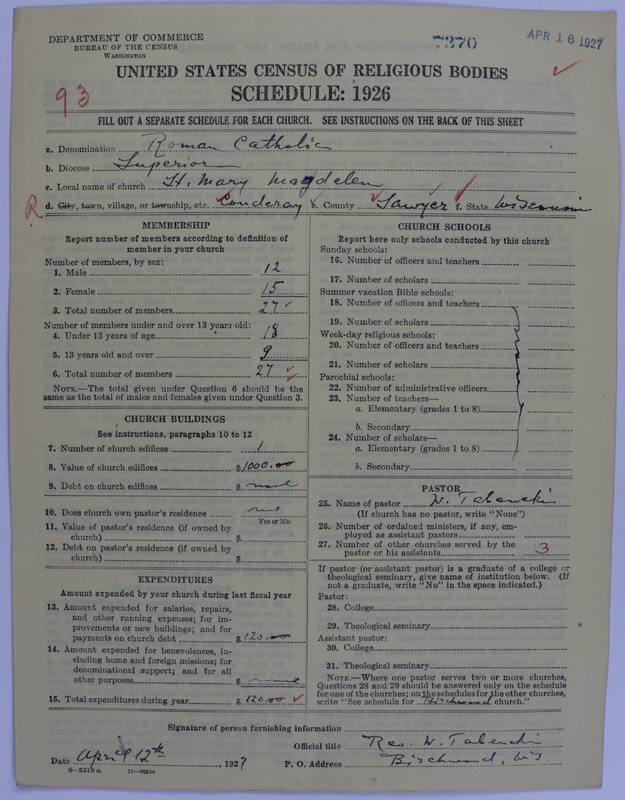 DEPARTMENT OF COMMERCE
BUREAU OF THE CENSUS
WASHINGTON
7370
APR 16 1927
UNITED STATES CENSUS OF RELIGIOUS BODIES
SCHEDULE: 1926
93
FILL OUT A SEPARATE SCHEDULE FOR EACH CHURCH. SEE INSTRUCTIONS ON THE BACK OF THIS SHEET
a. Denomination Roman Catholic
b. Diocese Superior
c. Local name of church St. Mary Magdelen
R d. City, town, village, or township, etc. Couderay e. County Sawyer f. State Wisconsin
MEMBERSHIP
Report number of members according to definition of
member in your church
Number of members, by sex:
1. Male 12
2. Female 15
3. Total number of members 27
Number of members under and over 13 years old:
4. Under 13 years of age 18
5. 13 years old and over 9
6. Total number of members 27
NOTE.—The total given under Question 6 should be the
same as the total of males and females given under Question 3.
CHURCH BUILDINGS
See instructions, paragraphs 10 to 12
7. Number of church edifices 1
8. Value of church edifices $1000.00
9. Debt on church edifices $ none
10. Does church own pastor's residence
Yes or No
11. Value of pastor's residence (if owned by
church) $
12. Debt on pastor's residence (if owned by
church) $
EXPENDITURES
Amount expended by your church during last fiscal year
13. Amount expended for salaries, repairs,
and other running expenses; for im-
provements or new buildings; and for
payments on church debt $120.00
14. Amount expended for benevolences, in-
cluding home and foreign missions; for
denominational support; and for all
other purposes $ none
15. Total expenditures during year $120.00
CHURCH SCHOOLS
Report here only schools conducted by this church
Sunday schools:
16. Number of officers and teachers
17. Number of scholars
Summer vacation Bible schools:
18. Number of officers and teachers
19. Number of scholars
Week-day religious schools:
20. Number of officers and teachers
21. Number of scholars
Parochial schools:
22. Number of administrative officers
23. Number of teachers—
a. Elementary (grades 1 to 8)
b. Secondary
24. Number of scholars—
a. Elementary (grades 1 to 8)
b. Secondary
PASTOR
25. Name of pastor W. Talenski
(If church has no pastor, write "None")
26. Number of ordained ministers, if any, em-
ployed as assistant pastors
27. Number of other churches served by the
pastor or his assistants 3
If pastor (or assistant pastor) is a graduate of a college or
theological seminary, give name of institution below. (If
not a graduate, write "No" in the space indicated.)
Pastor:
28. College
29. Theological seminary
Assistant pastor:
30. College
31. Theological seminary
NOTE.—Where one pastor serves two or more churches,
Questions 28 and 29 should be answered only on the schedule
for one of the churches; on the schedules for the other churches,
write "See schedule for Birchwood church."
Signature of person furnishing information
Official title Rev. W. Talenski
Date April 12th, 1927 P. O. Address Birchwood, Wis.
8—5518 a 11—9051